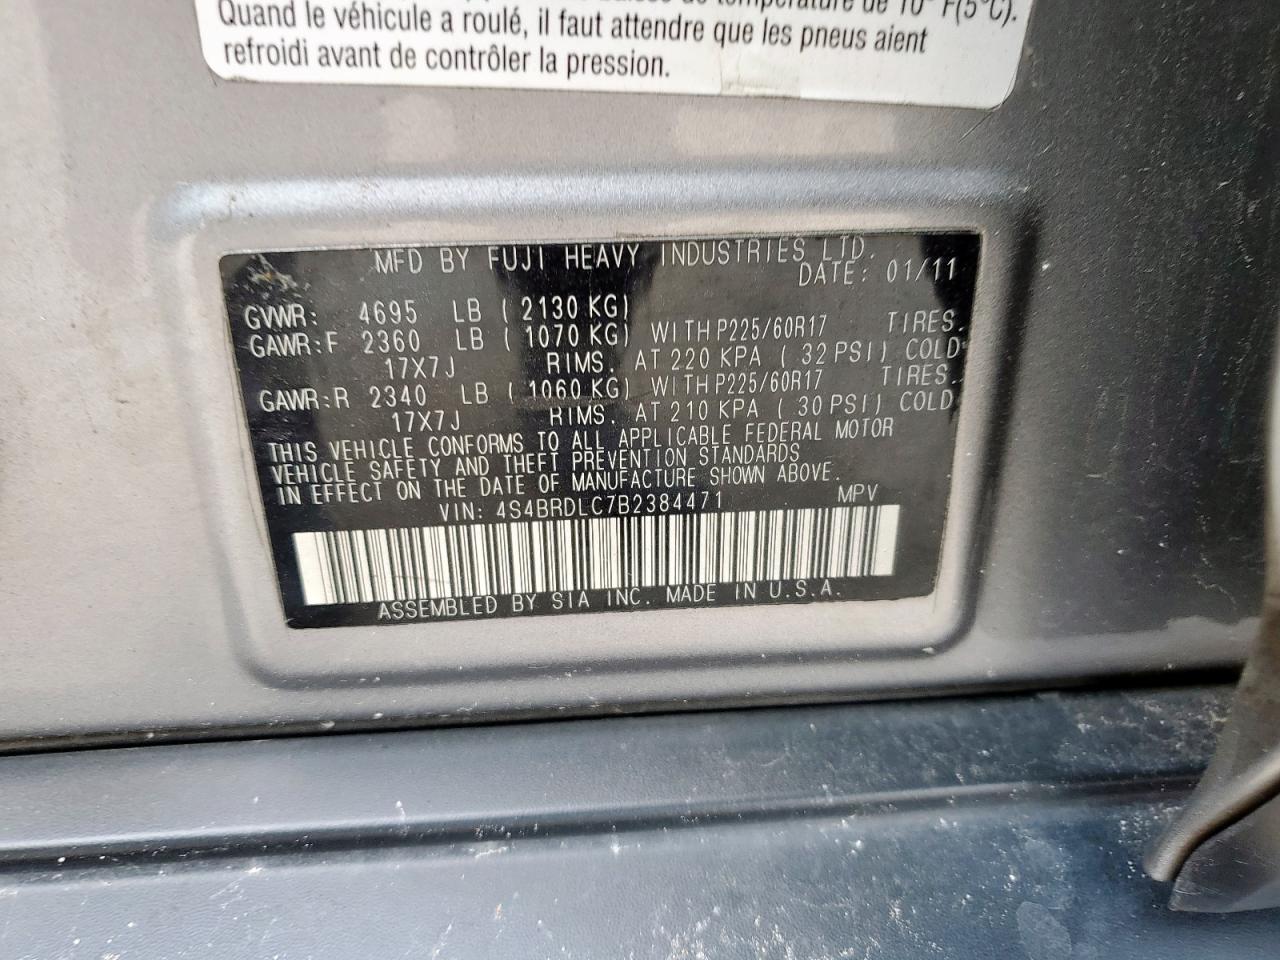 température de 10° F(5°C).
Quand le véhicule a roulé, il faut attendre que les pneus aient
refroidi avant de contrôler la pression.
MFD BY FUJI HEAVY INDUSTRIES LTD.
DATE: 01/11
GVWR: 4695 LB (2130 KG)
GAWR:F 2360 LB (1070 KG) WITH P225/60R17 TIRES.
17X7J RIMS. AT 220 KPA (32 PSI) COLD
GAWR:R 2340 LB (1060 KG) WITH P225/60R17 TIRES.
17X7J RIMS. AT 210 KPA (30 PSI) COLD
THIS VEHICLE CONFORMS TO ALL APPLICABLE FEDERAL MOTOR
VEHICLE SAFETY AND THEFT PREVENTION STANDARDS
IN EFFECT ON THE DATE OF MANUFACTURE SHOWN ABOVE.
VIN: 4S4BRDLC7B2384471 MPV
ASSEMBLED BY SIA INC. MADE IN U.S.A.